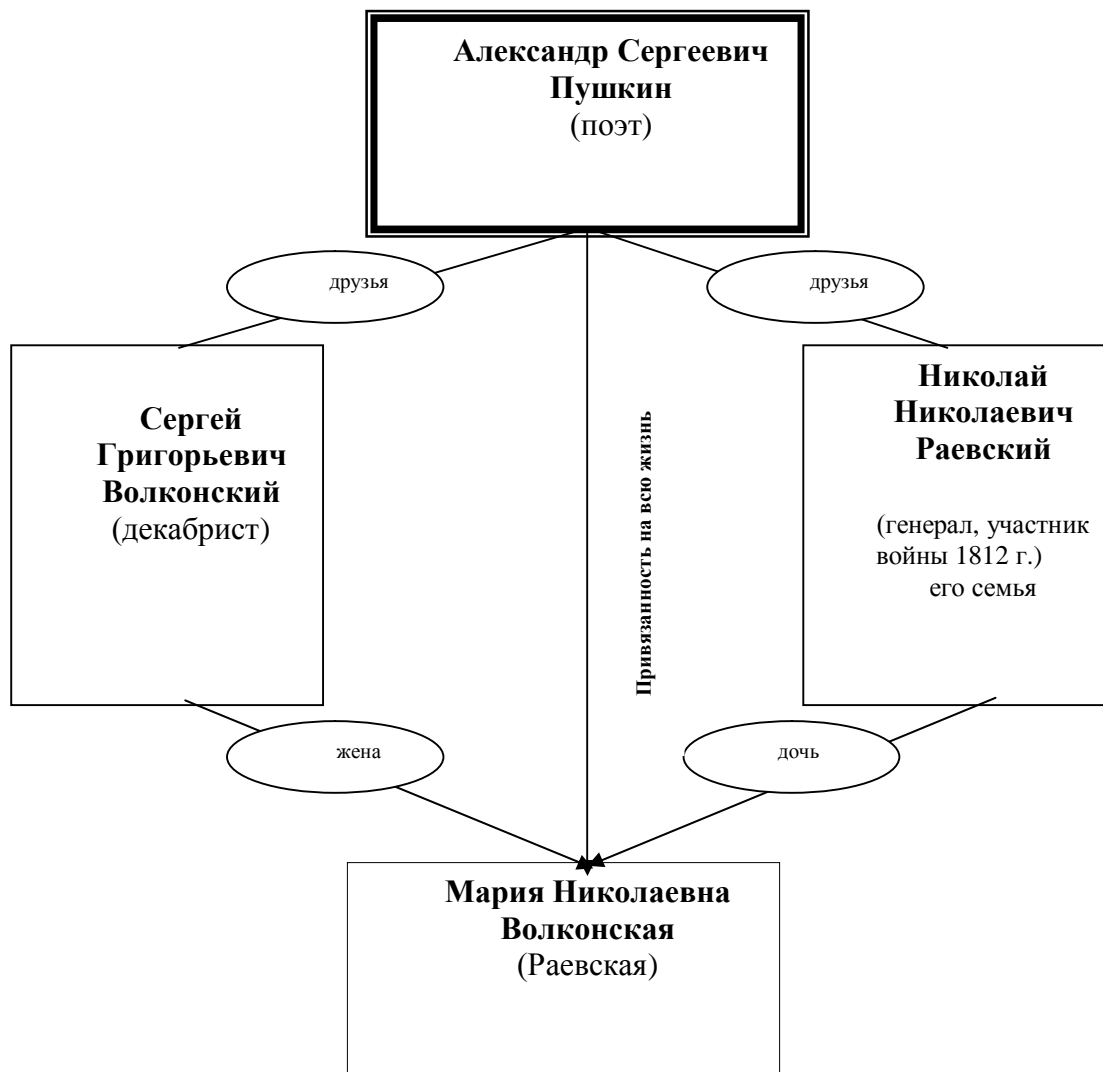 Александр Сергеевич
Пушкин
(поэт)
друзья
друзья
Сергей
Григорьевич
Волконский
(декабрист)
Привязанность на всю жизнь
Николай
Николаевич
Раевский
(генерал, участник
войны 1812 г.)
его семья
жена
дочь
Мария Николаевна
Волконская
(Раевская)